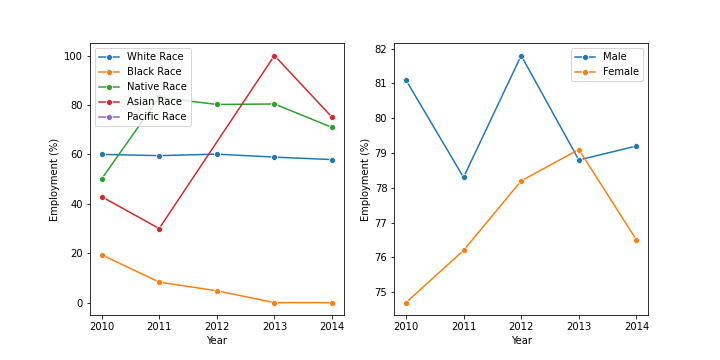 Employment (%)
100
80
60
40
20
0
White Race
Black Race
Native Race
Asian Race
Pacific Race
2010 2011 2012 2013 2014
Year
Employment (%)
82
81
80
79
78
77
76
75
Male
Female
2010 2011 2012 2013 2014
Year